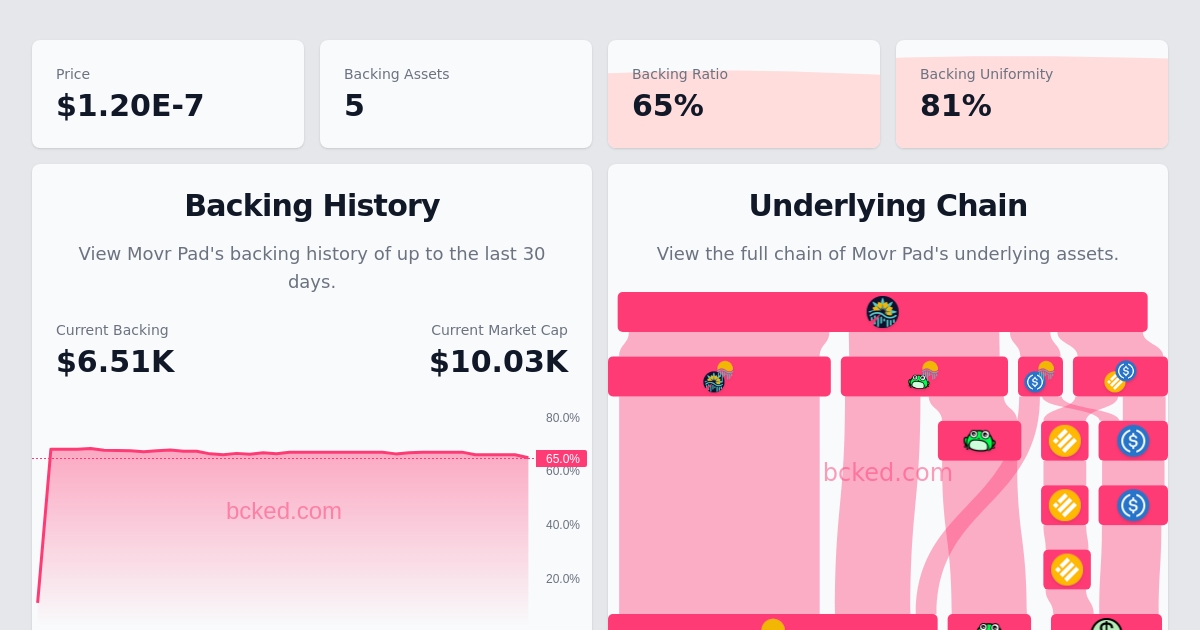 Price
$1.20E-7
Backing Assets
5
Backing Ratio
65%
Backing Uniformity
81%
Backing History
View Movr Pad's backing history of up to the last 30
days.
Current Backing
$6.51K
Current Market Cap
$10.03K
80.0%
65.0%
60.0%
40.0%
20.0%
bcked.com
Underlying Chain
View the full chain of Movr Pad's underlying assets.
bcked.com